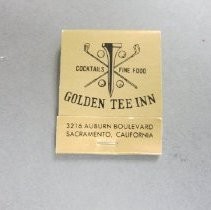 COCKTAILS FINE FOOD
GOLDEN TEE INN
3216 AUBURN BOULEVARD
SACRAMENTO, CALIFORNIA